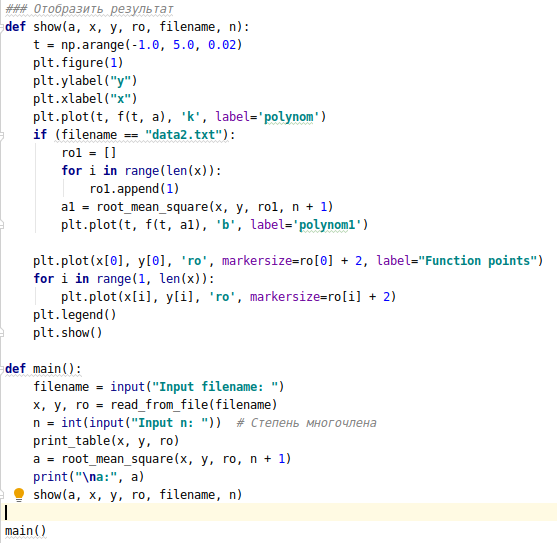 ### Отобразить результат
def show(a, x, y, ro, filename, n):
    t = np.arange(-1.0, 5.0, 0.02)
    plt.figure(1)
    plt.ylabel("y")
    plt.xlabel("x")
    plt.plot(t, f(t, a), 'k', label='polynom')
    if (filename == "data2.txt"):
        ro1 = []
        for i in range(len(x)):
            ro1.append(1)
        a1 = root_mean_square(x, y, ro1, n + 1)
        plt.plot(t, f(t, a1), 'b', label='polynom1')
    plt.plot(x[0], y[0], 'ro', markersize=ro[0] + 2, label="Function points")
    for i in range(1, len(x)):
        plt.plot(x[i], y[i], 'ro', markersize=ro[i] + 2)
    plt.legend()
    plt.show()
def main():
    filename = input("Input filename: ")
    x, y, ro = read_from_file(filename)
    n = int(input("Input n: "))  # Степень многочлена
    print_table(x, y, ro)
    a = root_mean_square(x, y, ro, n + 1)
    print("\na:", a)
    show(a, x, y, ro, filename, n)
main()